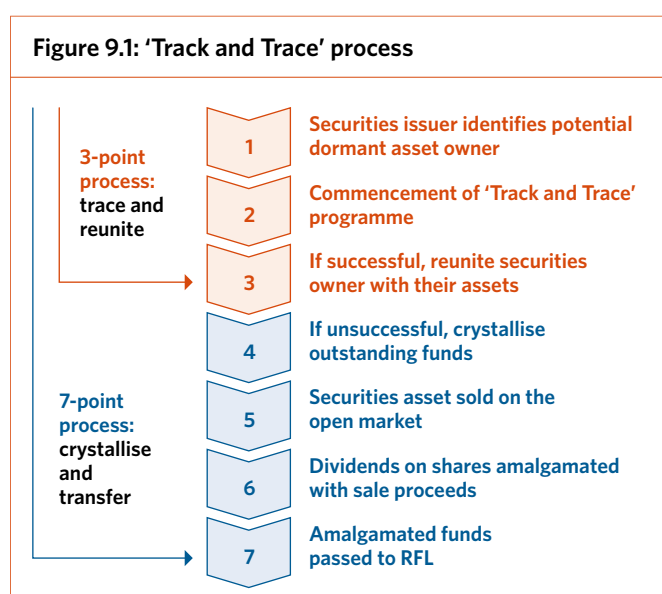 Figure 9.1: ‘Track and Trace’ process
3-point
process:
trace and
reunite
7-point
process:
crystallise
and
transfer
1
Securities issuer identifies potential
dormant asset owner
2
Commencement of ‘Track and Trace’
programme
3
If successful, reunite securities
owner with their assets
4
If unsuccessful, crystallise
outstanding funds
5
Securities asset sold on the
open market
6
Dividends on shares amalgamated
with sale proceeds
7
Amalgamated funds
passed to RFL